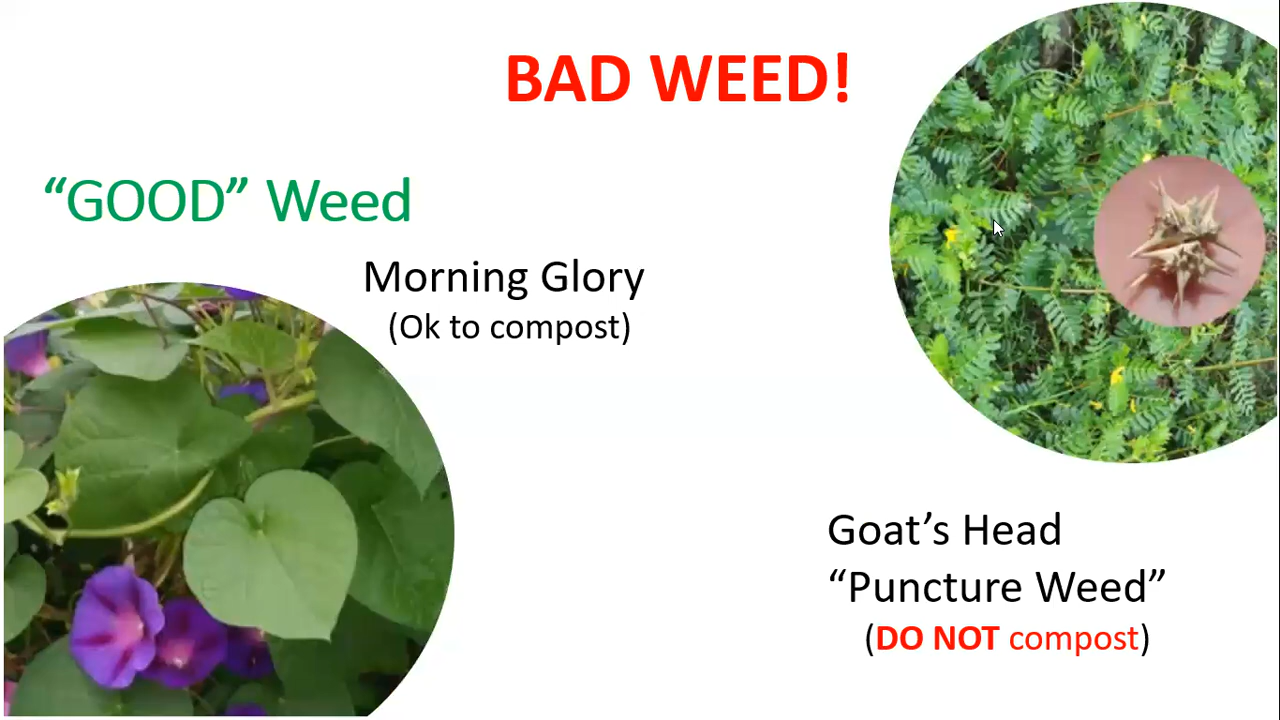 BAD WEED!
“GOOD” Weed
Morning Glory
(Ok to compost)
Goat’s Head
“Puncture Weed”
(DO NOT compost)